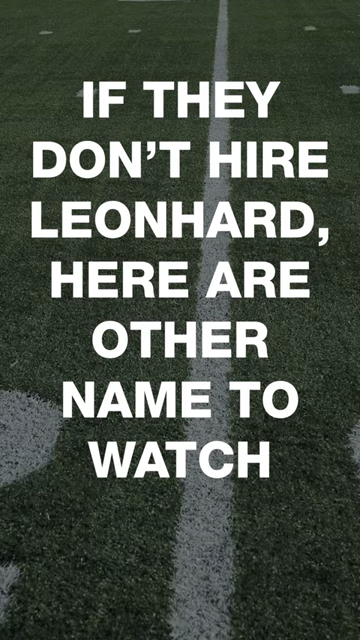 IF THEY
DON'T HIRE
LEONHARD,
HERE ARE
OTHER
NAME TO
WATCH